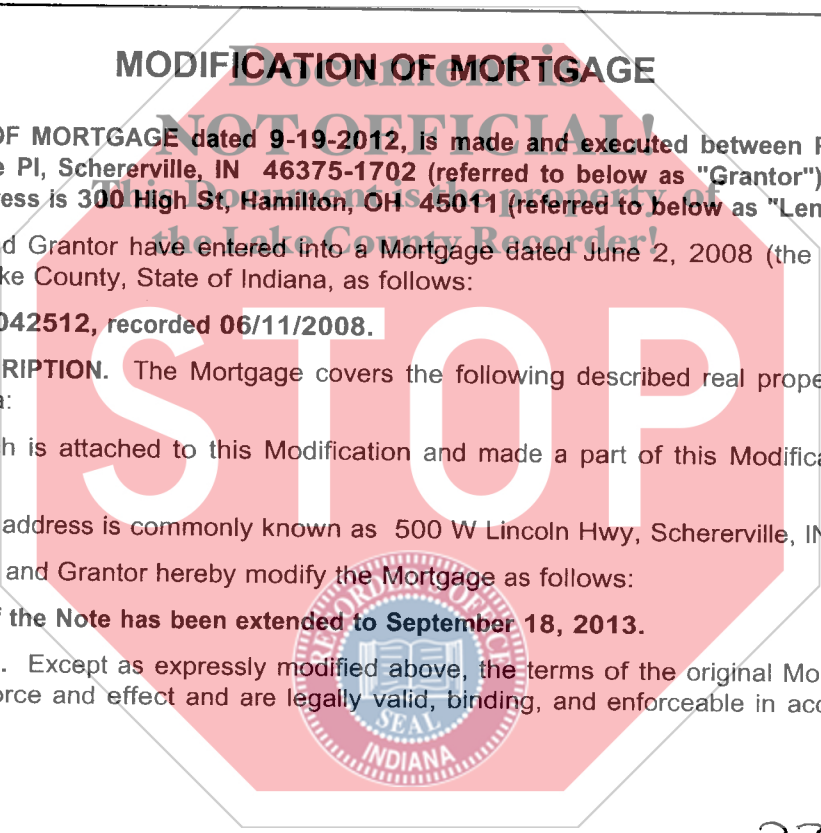 MODIFICATION OF MORTGAGE
Document is
NOT OFFICIAL!
This Document is the property of
the Lake County Recorder!
OF MORTGAGE dated 9-19-2012, is made and executed between
e Pl, Schererville, IN 46375-1702 (referred to below as "Grantor")
ress is 300 High St, Hamilton, OH 45011 (referred to below as "Len
d Grantor have entered into a Mortgage dated June 2, 2008 (the
ke County, State of Indiana, as follows:
042512, recorded 06/11/2008.
RIPTION. The Mortgage covers the following described real prope
a:
h is attached to this Modification and made a part of this Modifica
address is commonly known as 500 W Lincoln Hwy, Schererville, IN
and Grantor hereby modify the Mortgage as follows:
f the Note has been extended to September 18, 2013.
. Except as expressly modified above, the terms of the original Mo
orce and effect and are legally valid, binding, and enforceable in acc
STOP
RECORDER'S OFFICE
SEAL
INDIANA